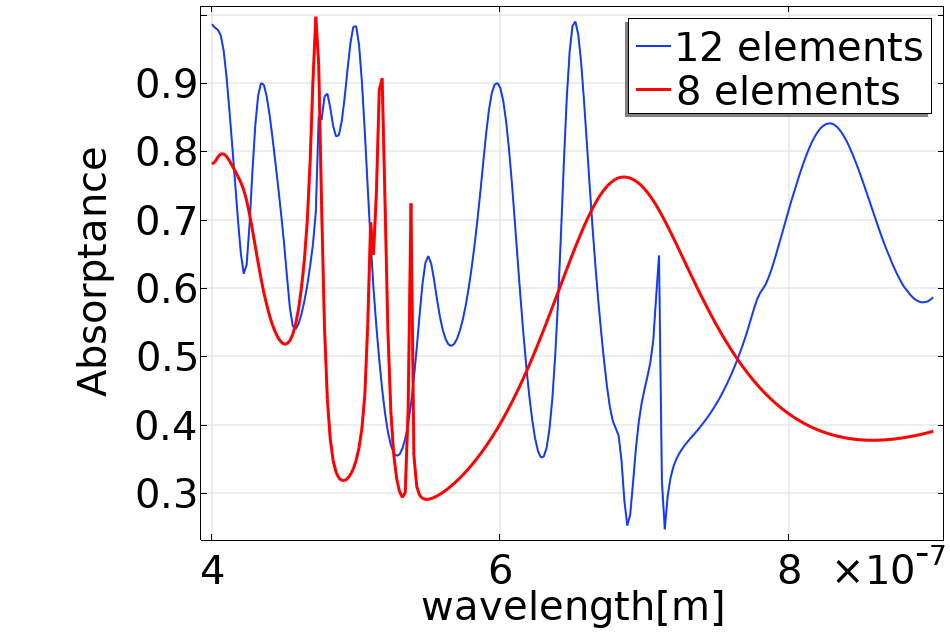 12 elements
8 elements
Absorptance
0.9
0.8
0.7
0.6
0.5
0.4
0.3
4 6 8 ×10⁻⁷
wavelength[m]